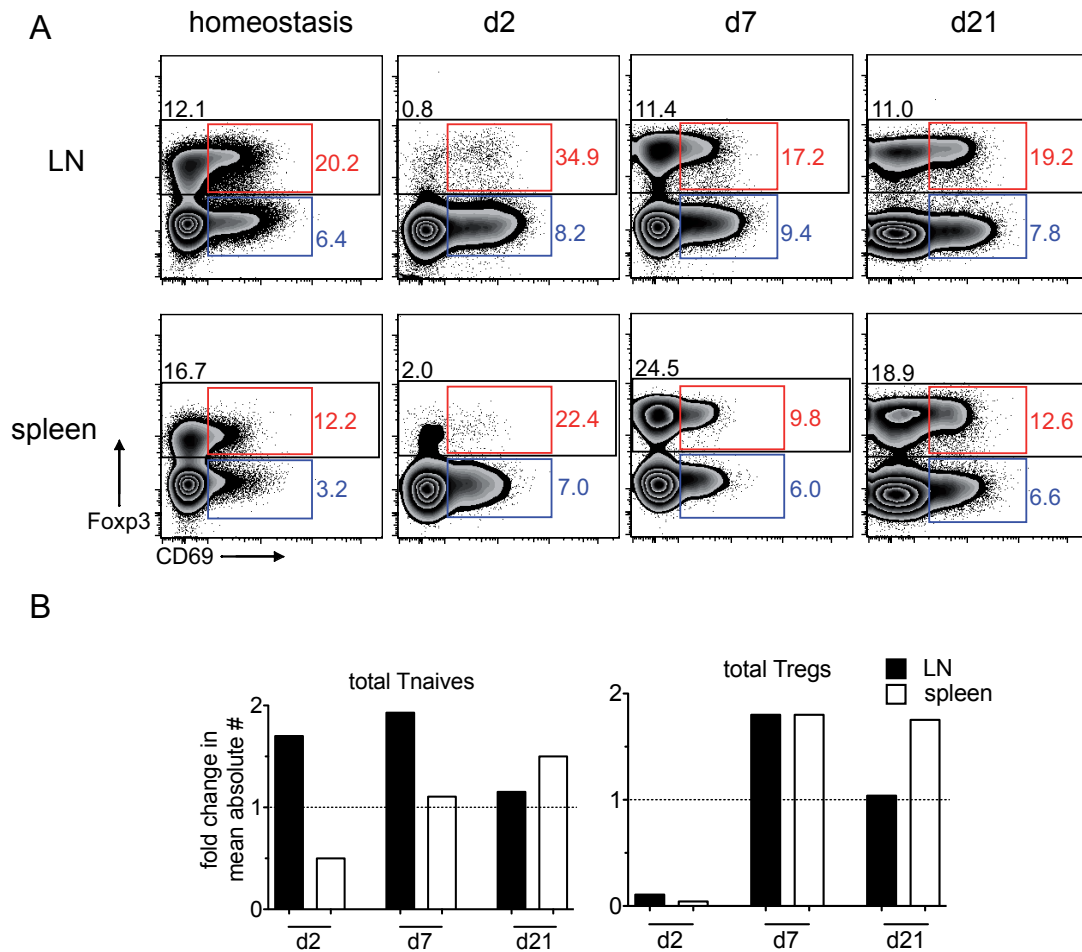 A
homeostasis d2 d7 d21
LN
12.1 0.8 11.4 11.0
20.2 34.9 17.2 19.2
6.4 8.2 9.4 7.8
spleen
16.7 2.0 24.5 18.9
12.2 22.4 9.8 12.6
3.2 7.0 6.0 6.6
Foxp3
CD69
B
total Tnaives total Tregs
LN
spleen
fold change in
mean absolute #
2 2
1 1
0 0
d2 d7 d21 d2 d7 d21